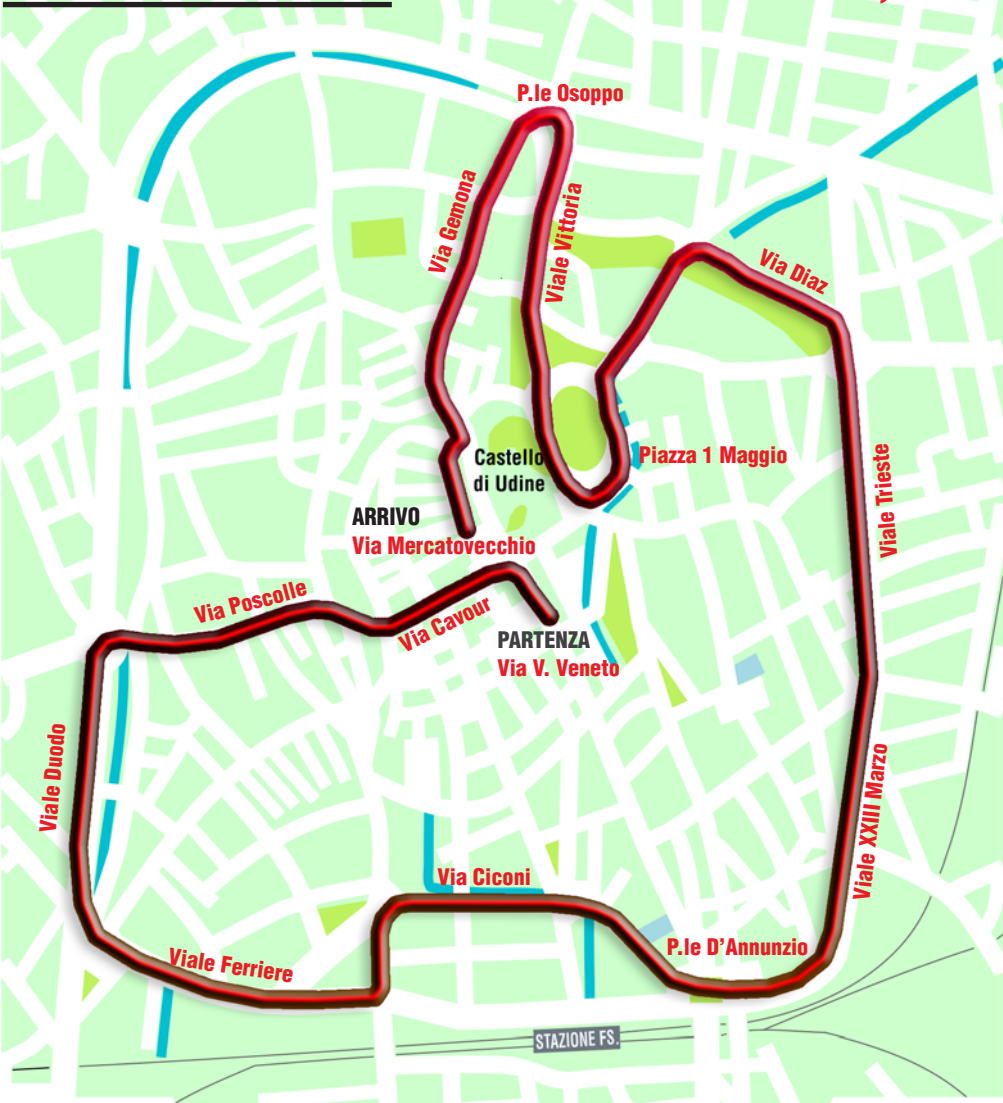 P.le Osoppo
Via Gemona
Viale Vittoria
Via Diaz
Castello
di Udine
Piazza 1 Maggio
Viale Trieste
ARRIVO
Via Mercatovecchio
Via Poscolle
Via Cavour
PARTENZA
Via V. Veneto
Viale Duodo
Viale XXIII Marzo
Via Ciconi
P.le D'Annunzio
Viale Ferriere
STAZIONE FS.